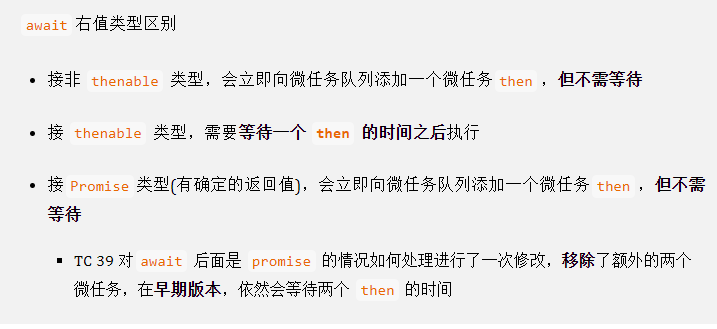 await 右值类型区别
接非 thenable 类型，会立即向微任务队列添加一个微任务 then ，但不需等待
接 thenable 类型，需要等待一个 then 的时间之后执行
接 Promise 类型(有确定的返回值)，会立即向微任务队列添加一个微任务 then ，但不需
等待
TC 39 对 await 后面是 promise 的情况如何处理进行了一次修改，移除了额外的两个
微任务，在早期版本，依然会等待两个 then 的时间